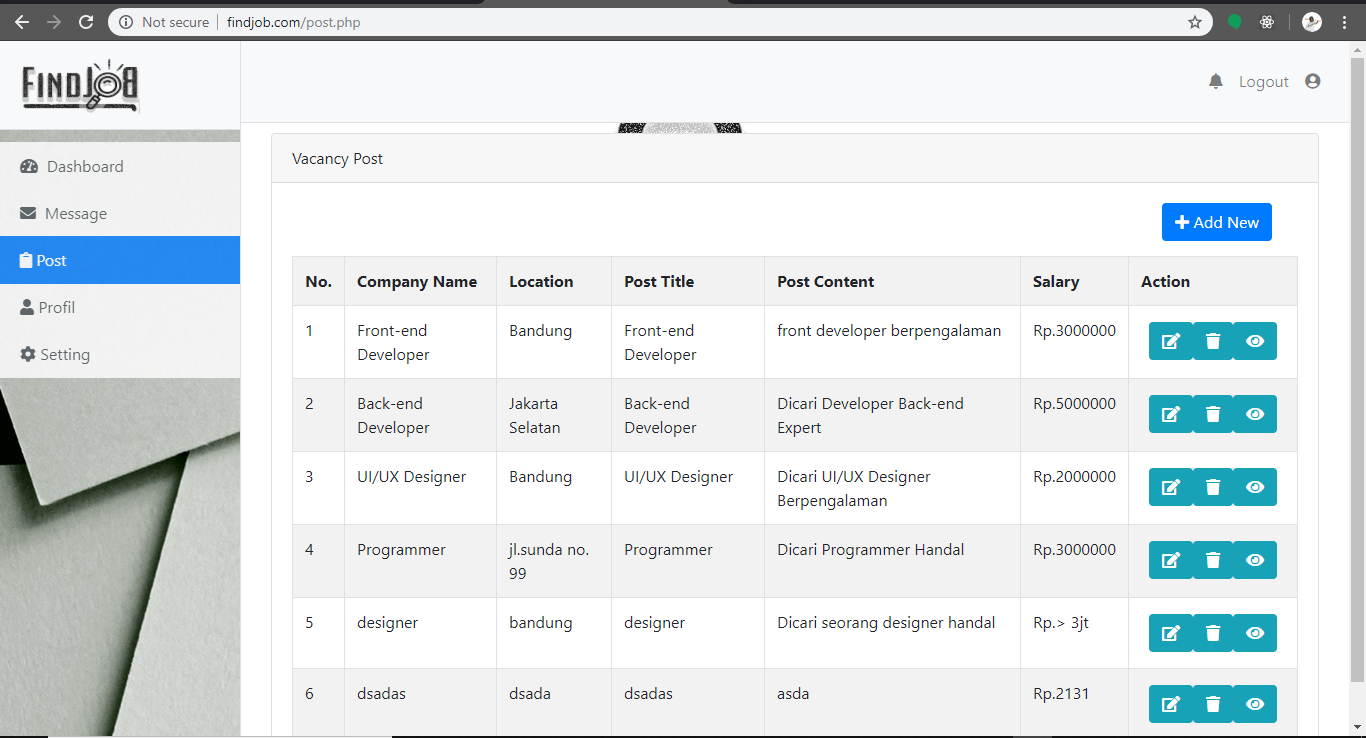 Not secure findjob.com/post.php
FINDJOB
Logout
Dashboard
Message
Post
Profil
Setting
Vacancy Post
Add New
No. Company Name Location Post Title Post Content Salary Action
1 Front-end Bandung Front-end front developer berpengalaman Rp.3000000
Developer Developer
2 Back-end Jakarta Back-end Dicari Developer Back-end Rp.5000000
Developer Selatan Developer Expert
3 UI/UX Designer Bandung UI/UX Designer Dicari UI/UX Designer Rp.2000000
Berpengalaman
4 Programmer jl.sunda no. Programmer Dicari Programmer Handal Rp.3000000
99
5 designer bandung designer Dicari seorang designer handal Rp.> 3jt
6 dsadas dsada dsadas asda Rp.2131